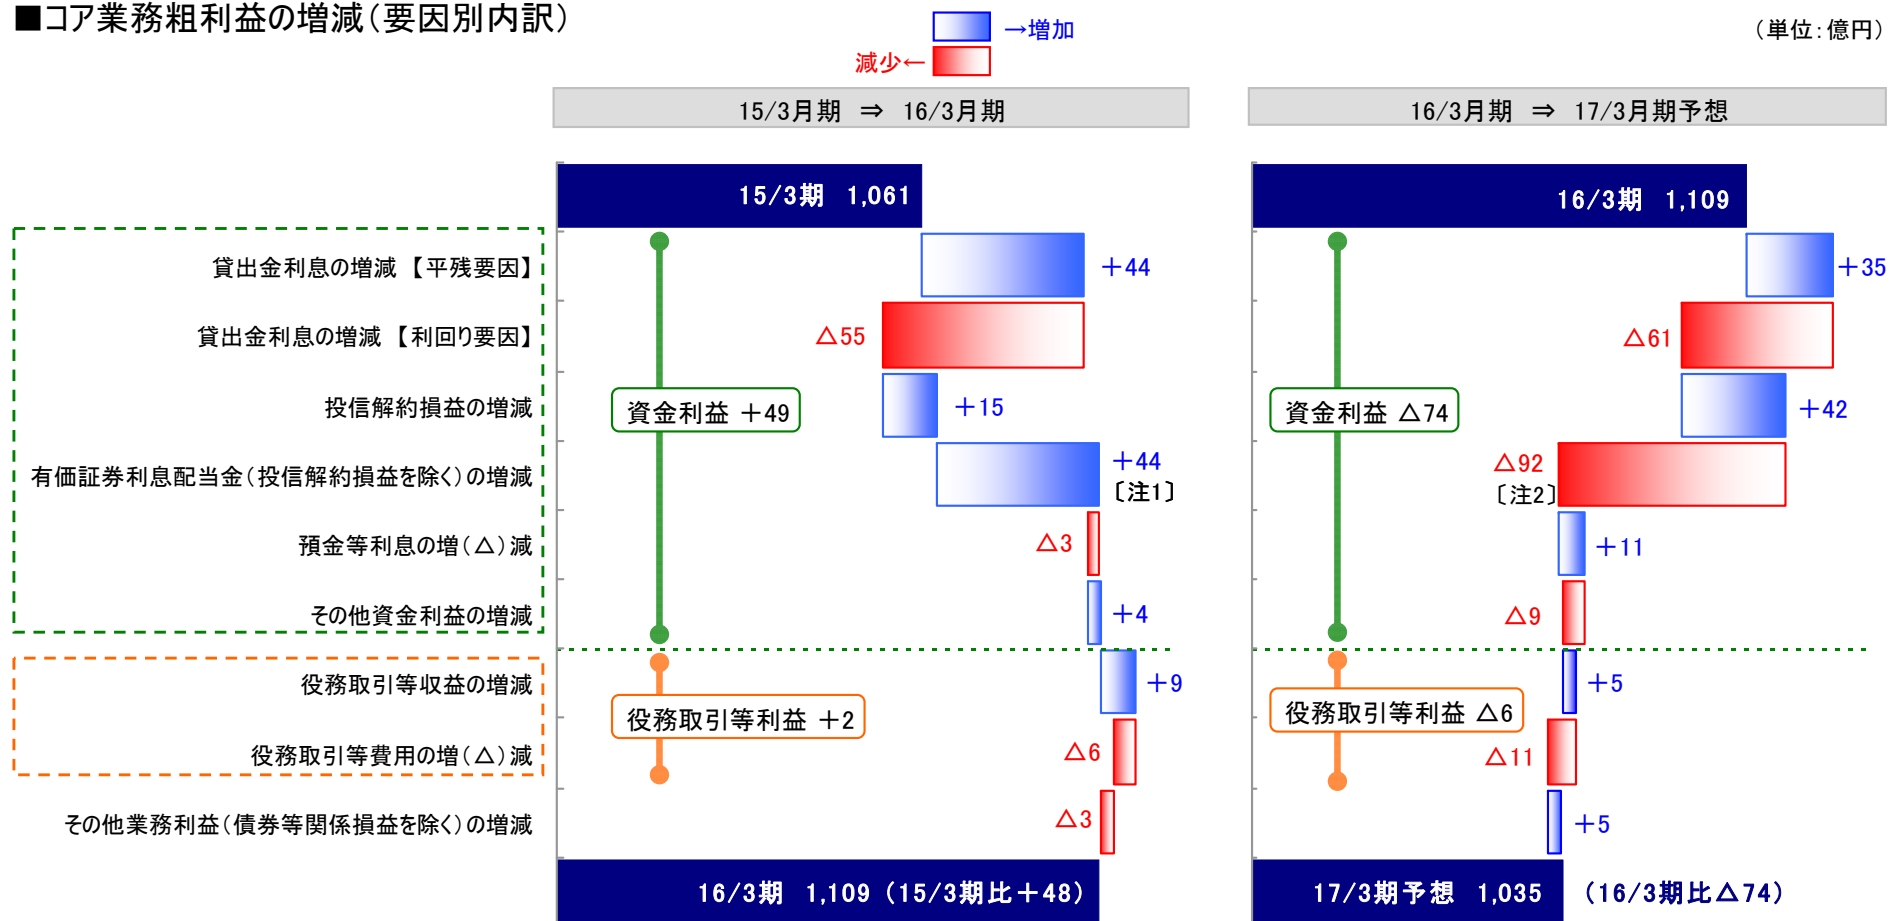 ■コア業務粗利益の増減（要因別内訳）
→増加
減少←
（単位：億円）
15/3月期 ⇒ 16/3月期
16/3月期 ⇒ 17/3月期予想
15/3期 1,061
16/3期 1,109
貸出金利息の増減【平残要因】
＋44
＋35
貸出金利息の増減【利回り要因】
△55
△61
投信解約損益の増減
資金利益 ＋49
＋15
資金利益 △74
＋42
有価証券利息配当金（投信解約損益を除く）の増減
＋44
〔注1〕
△92
〔注2〕
預金等利息の増（△）減
△3
＋11
その他資金利益の増減
＋4
△9
役務取引等収益の増減
＋9
＋5
役務取引等利益 ＋2
役務取引等利益 △6
役務取引等費用の増（△）減
△6
△11
その他業務利益（債券等関係損益を除く）の増減
△3
＋5
16/3期 1,109（15/3期比＋48）
17/3期予想 1,035 （16/3期比△74）